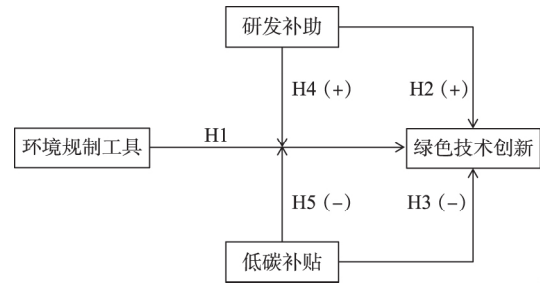 研发补助
H4 (+)
H2 (+)
H1
环境规制工具
绿色技术创新
H5 (–)
H3 (–)
低碳补贴